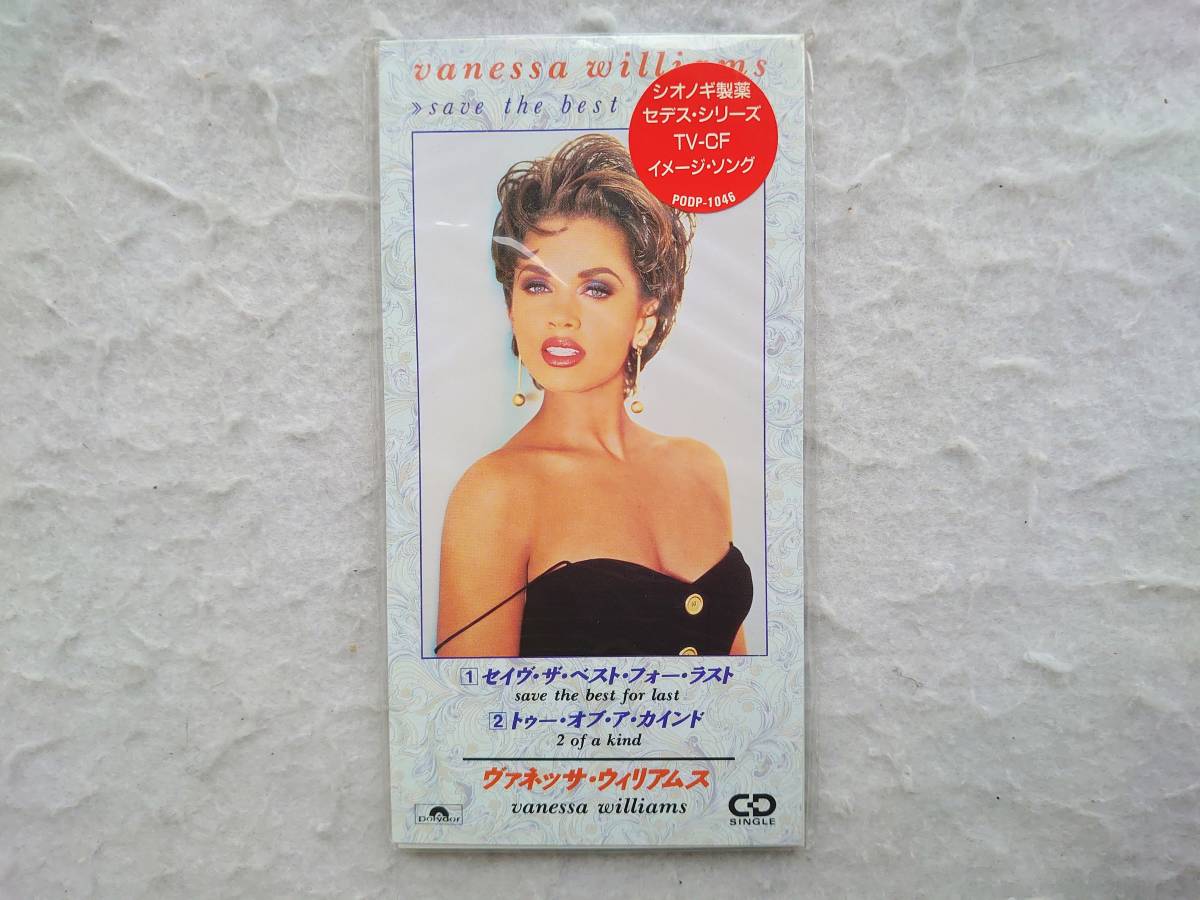 vanessa williams
»save the best
シオノギ製薬
セデス・シリーズ
TV-CF
イメージ・ソング
PODP-1046
1 セイヴ・ザ・ベスト・フォー・ラスト
save the best for last
2 トゥー・オブ・ア・カインド
2 of a kind
ヴァネッサ・ウィリアムス
vanessa williams
polydor
CD
SINGLE